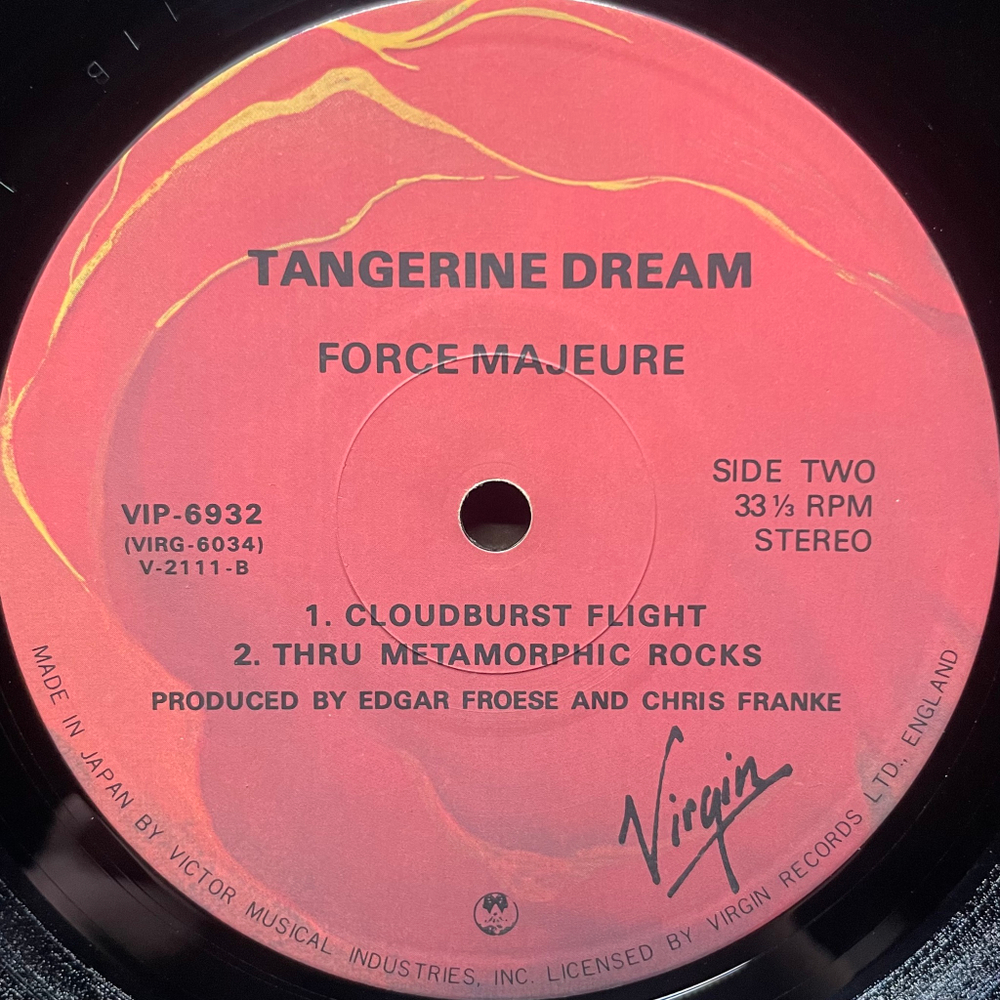 TANGERINE DREAM
FORCE MAJEURE
SIDE TWO
33 ⅓ RPM
STEREO
VIP-6932
(VIRG-6034)
V-2111-B
1. CLOUDBURST FLIGHT
2. THRU METAMORPHIC ROCKS
PRODUCED BY EDGAR FROESE AND CHRIS FRANKE
Virgin
MADE IN JAPAN BY VICTOR MUSICAL INDUSTRIES, INC. LICENSED BY VIRGIN RECORDS LTD., ENGLAND